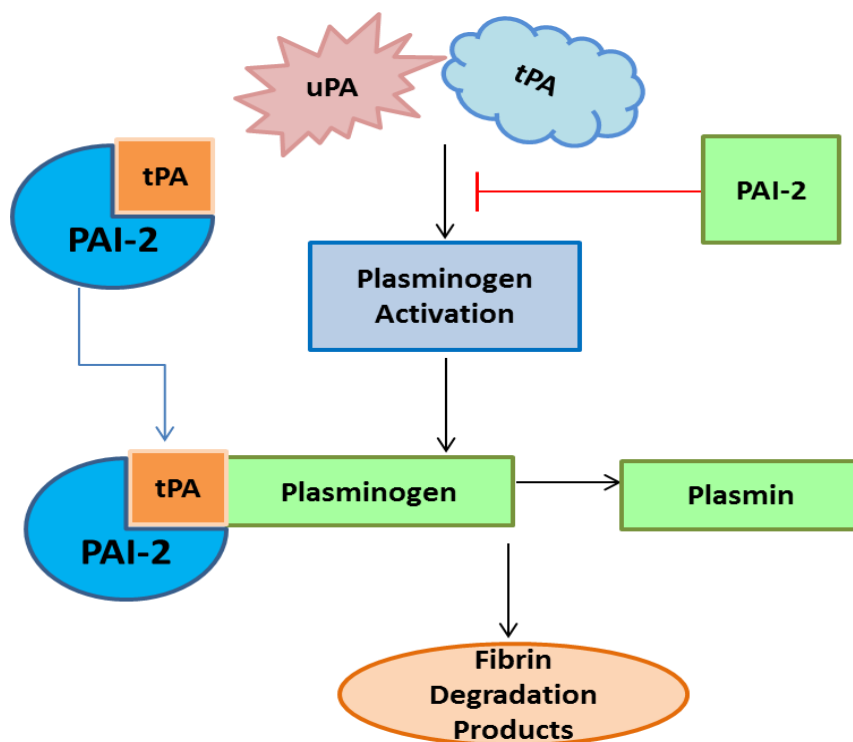 uPA
tPA
tPA
PAI-2
PAI-2
Plasminogen
Activation
tPA
PAI-2
Plasminogen
Plasmin
Fibrin
Degradation
Products